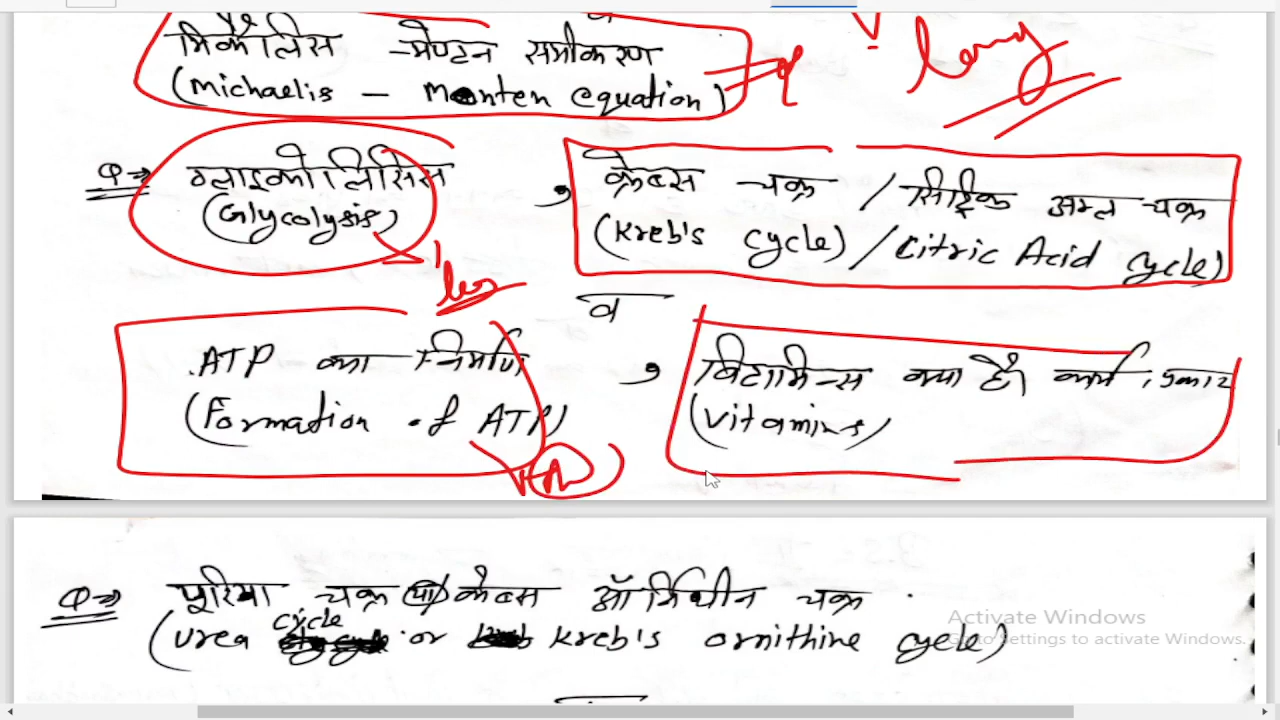 मिकैलिस - मेण्टन समीकरण
(Michaelis - Menten equation)
long
Q→ ग्लाइकोलिसिस , क्रेब्स चक्र / सिट्रिक अम्ल चक्र
(Glycolysis) (Kreb's cycle) / Citric Acid cycle)
व
ATP का निर्माण , विटामिन्स क्या हैं। कार्य,
(Formation of ATP) (Vitamins)
Q→ यूरिया चक्र या क्रैब्स ऑर्निथीन चक्र .
(Urea cycle or Kreb's ornithine cycle)
Activate Windows
Go to Settings to activate Windows.